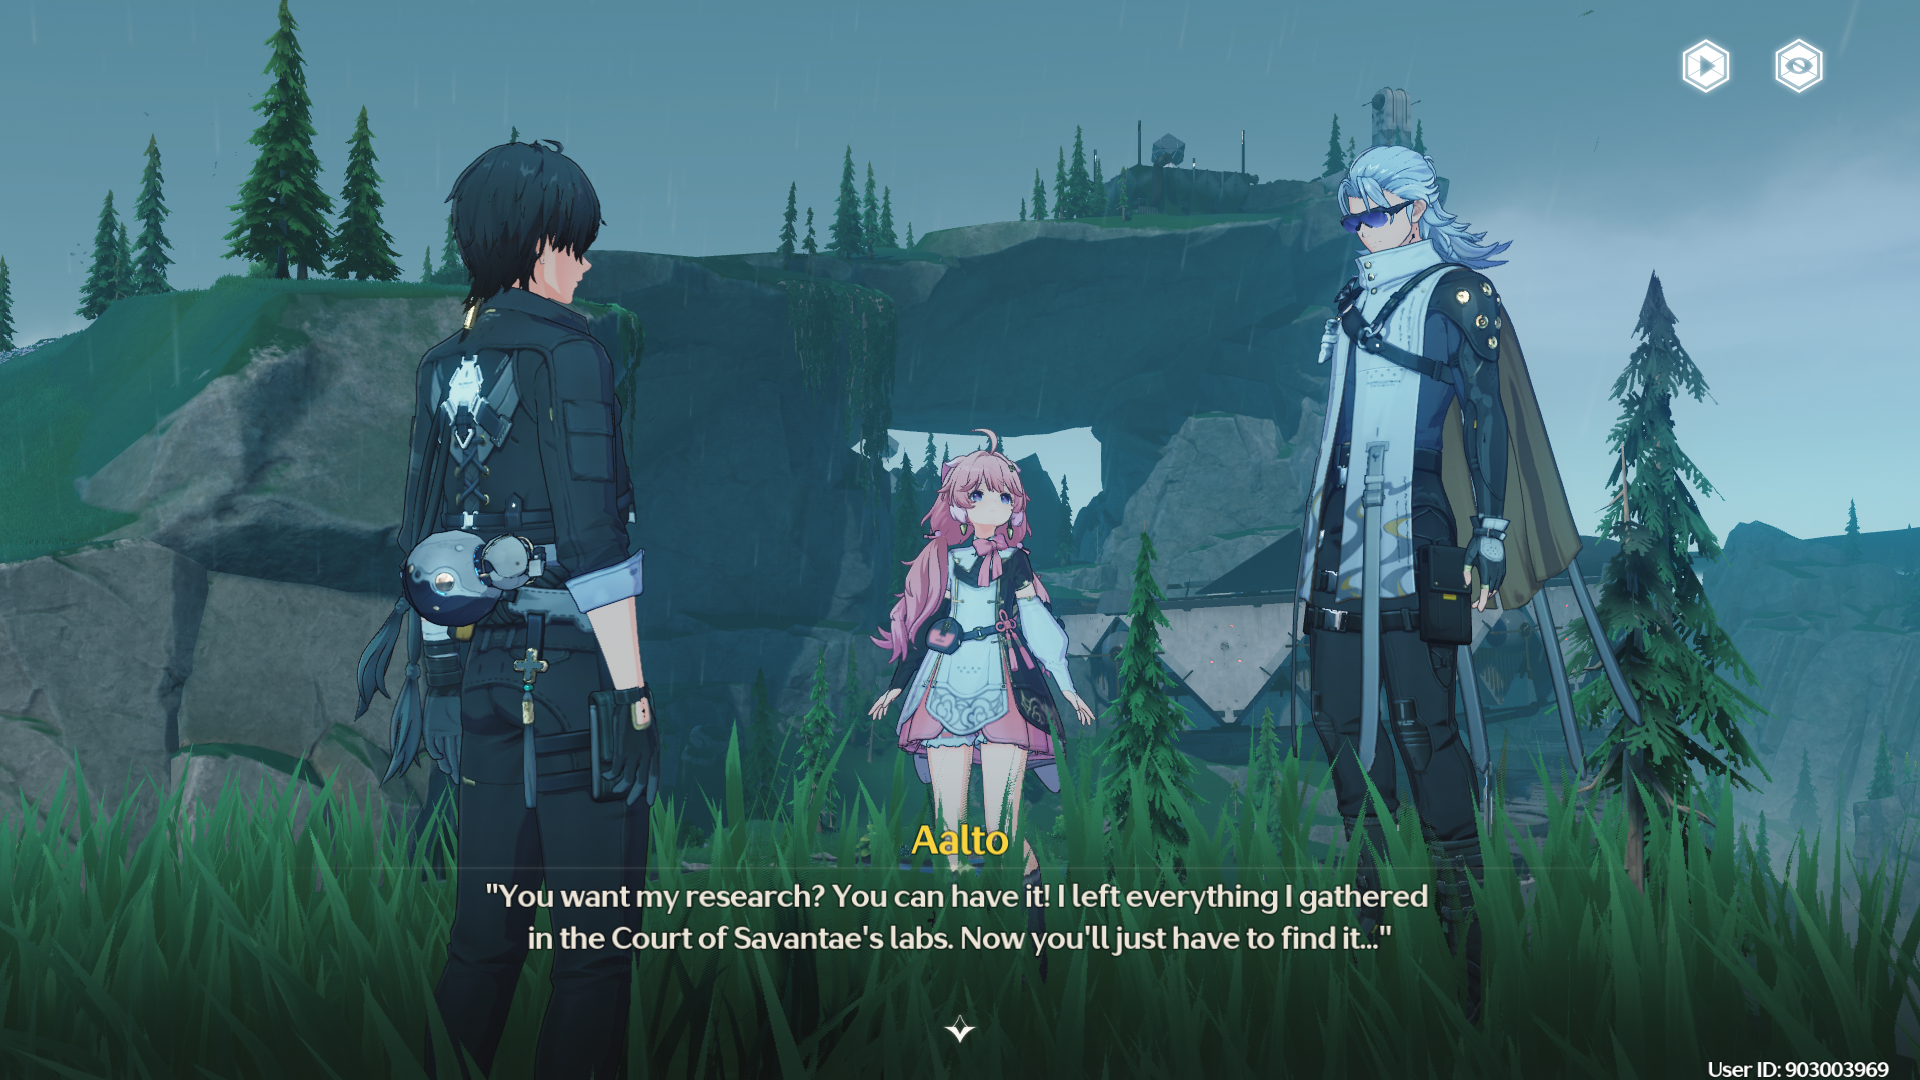 Aalto
"You want my research? You can have it! I left everything I gathered
in the Court of Savantae's labs. Now you'll just have to find it..."
User ID: 903003969